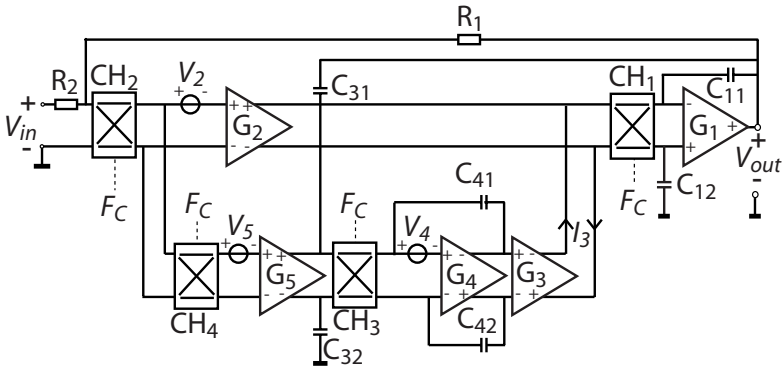 R1
R2 CH2 V2 C31 CH1 C11
+ + - + + - G1
Vin G2 + Vout
- - - + -
FC FC C12
FC FC C41
V5 V4 I3
+ - + + + - + - + +
G5 G4 G3
- - - + - +
CH4 C32 CH3 C42